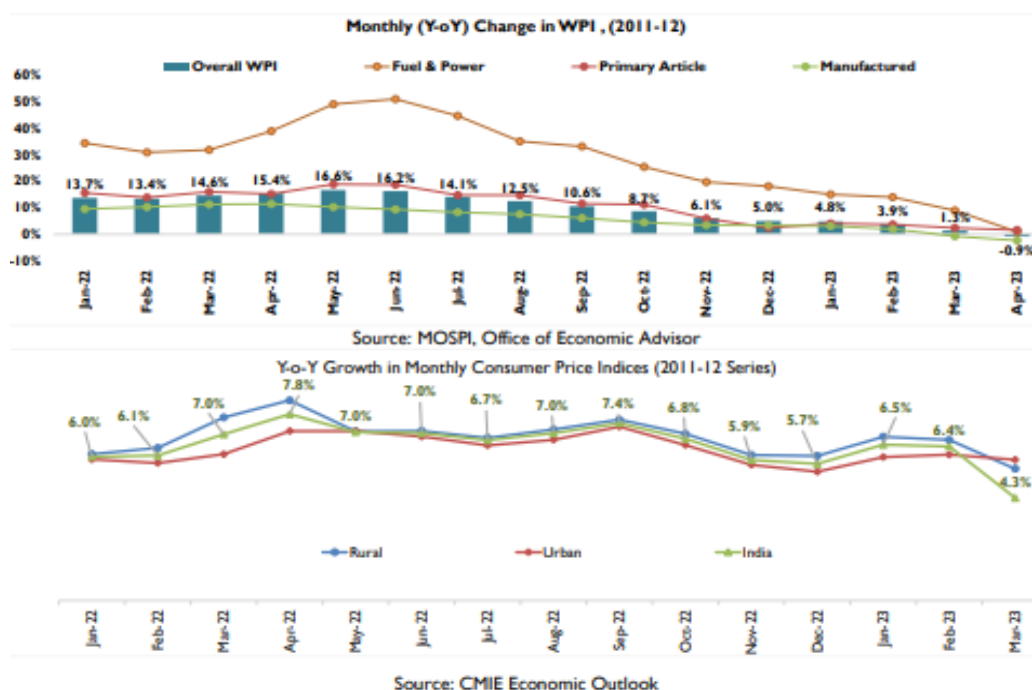 Monthly (Y-oY) Change in WPI , (2011-12)
Overall WPI Fuel & Power Primary Article Manufactured
60%
50%
40%
30%
20%
10%
0%
-10%
13.7% 13.4% 14.6% 15.4% 16.6% 16.2% 14.1% 12.5% 10.6% 8.7% 6.1% 5.0% 4.8% 3.9% 1.3% -0.9%
Jan-22 Feb-22 Mar-22 Apr-22 May-22 Jun-22 Jul-22 Aug-22 Sep-22 Oct-22 Nov-22 Dec-22 Jan-23 Feb-23 Mar-23 Apr-23
Source: MOSPI, Office of Economic Advisor
Y-o-Y Growth in Monthly Consumer Price Indices (2011-12 Series)
6.0% 6.1% 7.0% 7.8% 7.0% 7.0% 6.7% 7.0% 7.4% 6.8% 5.9% 5.7% 6.5% 6.4% 4.3%
Rural Urban India
Jan-22 Feb-22 Mar-22 Apr-22 May-22 Jun-22 Jul-22 Aug-22 Sep-22 Oct-22 Nov-22 Dec-22 Jan-23 Feb-23 Mar-23
Source: CMIE Economic Outlook